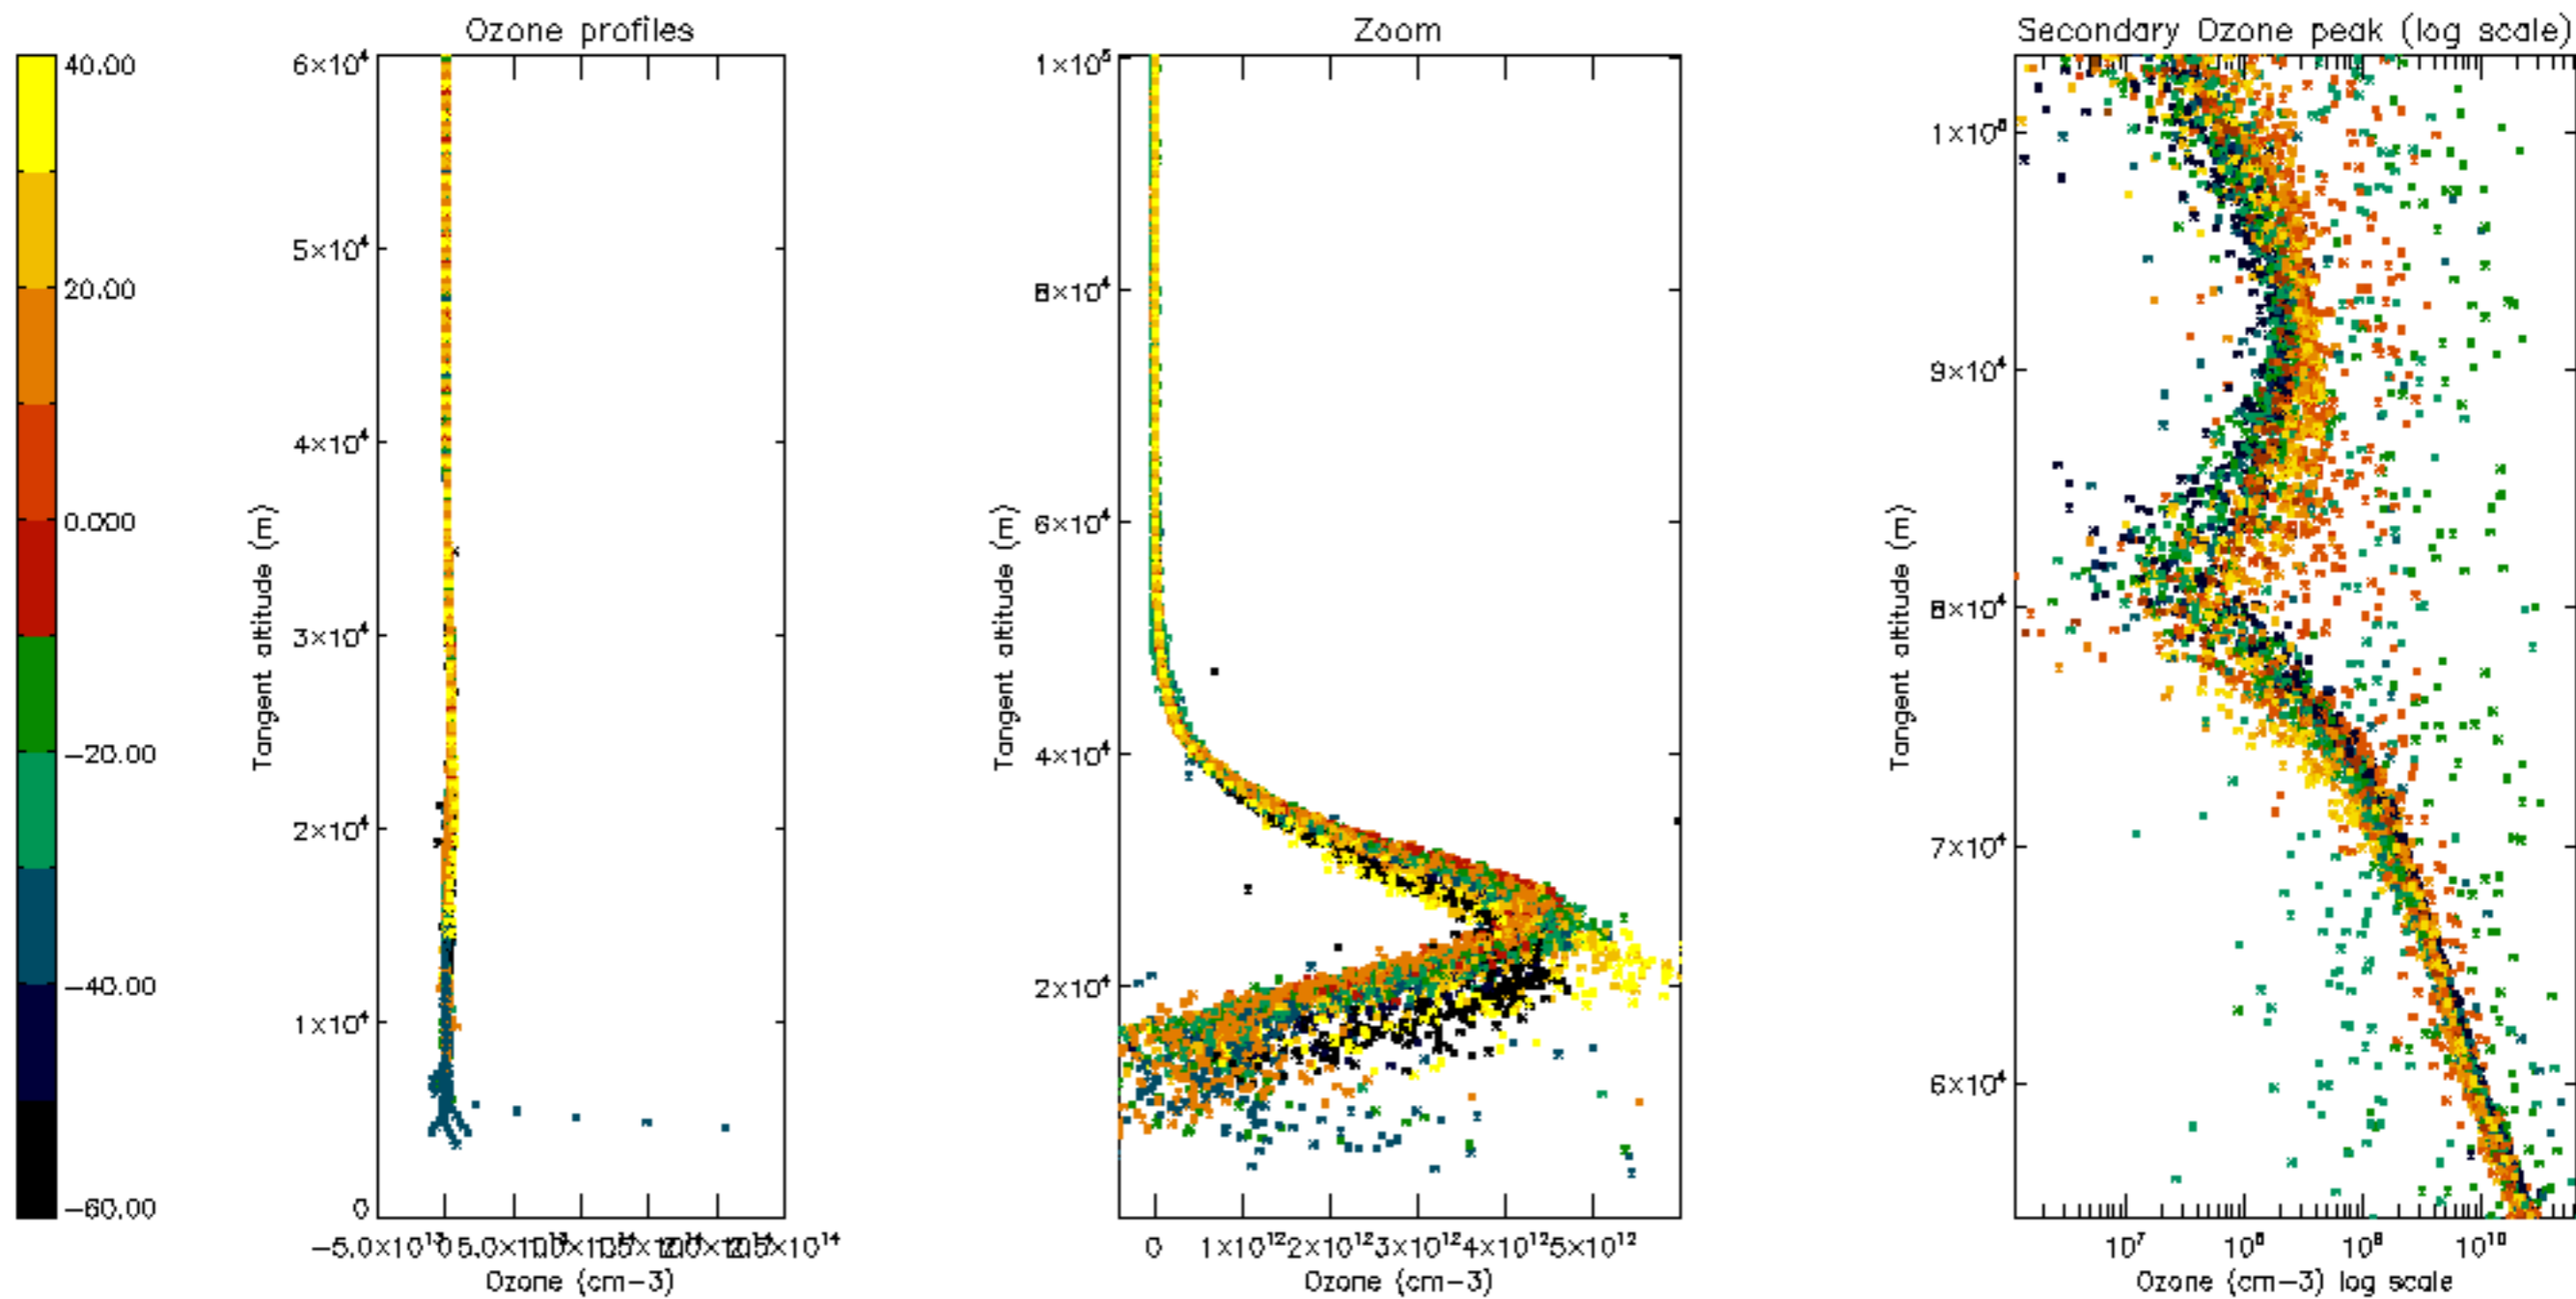 Ozone profiles
Zoom
Secondary Ozone peak (log scale)
40.00
20.00
0.000
−20.00
−40.00
−60.00
6×10⁴
5×10⁴
4×10⁴
3×10⁴
2×10⁴
1×10⁴
0
Tangent altitude (m)
−5.0×10¹³
Ozone (cm−3)
1×10⁵
8×10⁴
6×10⁴
4×10⁴
2×10⁴
Tangent altitude (m)
0 1×10¹² 2×10¹² 3×10¹² 4×10¹² 5×10¹²
Ozone (cm−3)
9×10⁴
8×10⁴
7×10⁴
6×10⁴
Tangent altitude (m)
10⁷ 10⁸ 10⁹ 10¹⁰
Ozone (cm−3) log scale